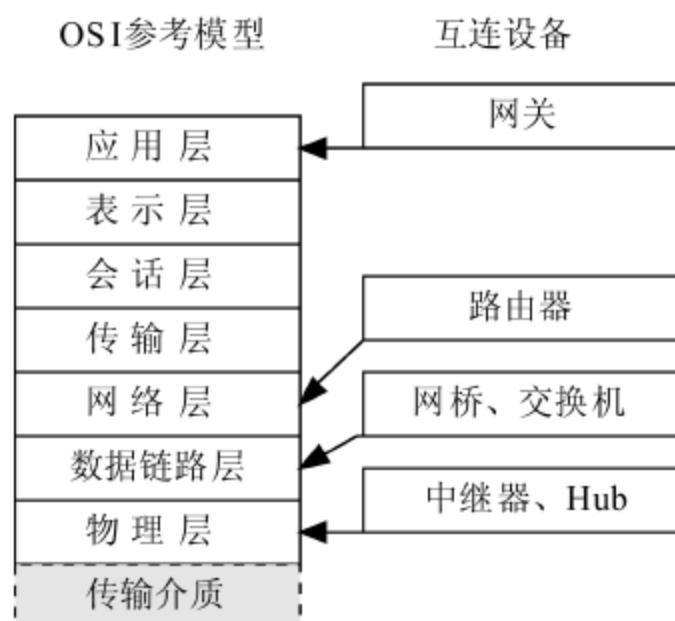 OSI参考模型
互连设备
网关
应用层
表示层
会话层
路由器
传输层
网络层
网桥、交换机
数据链路层
中继器、Hub
物理层
传输介质